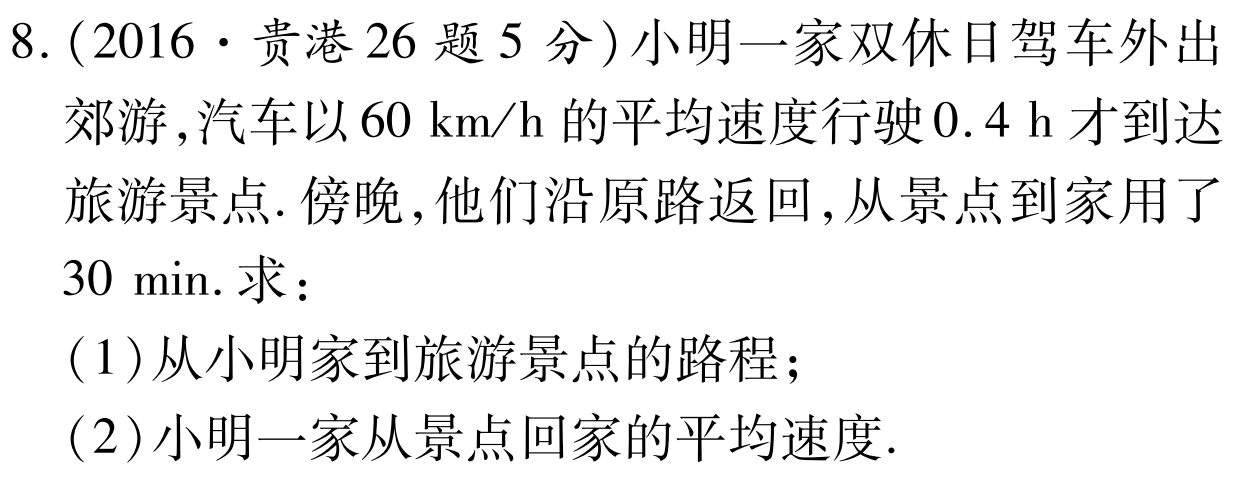 8. (2016·贵港26题5分)小明一家双休日驾车外出
郊游,汽车以60 km/h的平均速度行驶0.4 h才到达
旅游景点.傍晚,他们沿原路返回,从景点到家用了
30 min.求：
(1)从小明家到旅游景点的路程；
(2)小明一家从景点回家的平均速度.